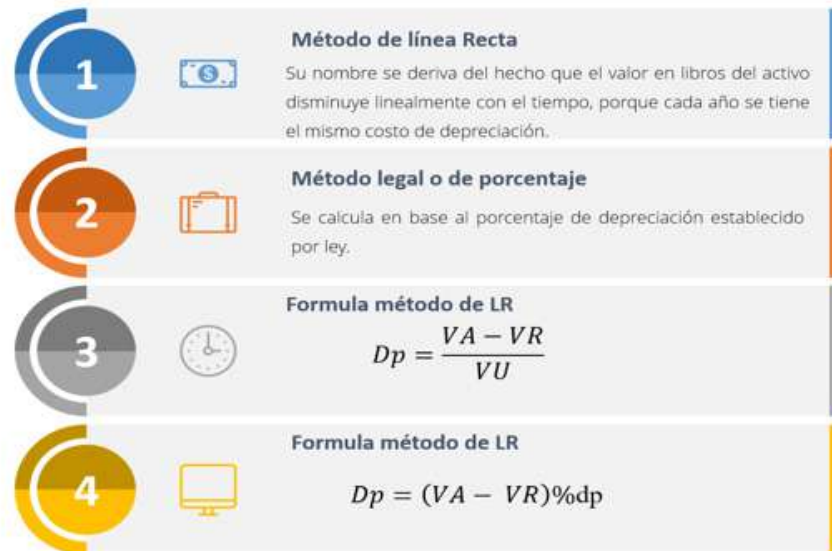 1
Método de línea Recta
Su nombre se deriva del hecho que el valor en libros del activo
disminuye linealmente con el tiempo, porque cada año se tiene
el mismo costo de depreciación.
2
Método legal o de porcentaje
Se calcula en base al porcentaje de depreciación establecido
por ley.
3
Formula método de LR
Dp = (VA − VR) / VU
4
Formula método de LR
Dp = (VA − VR)%dp